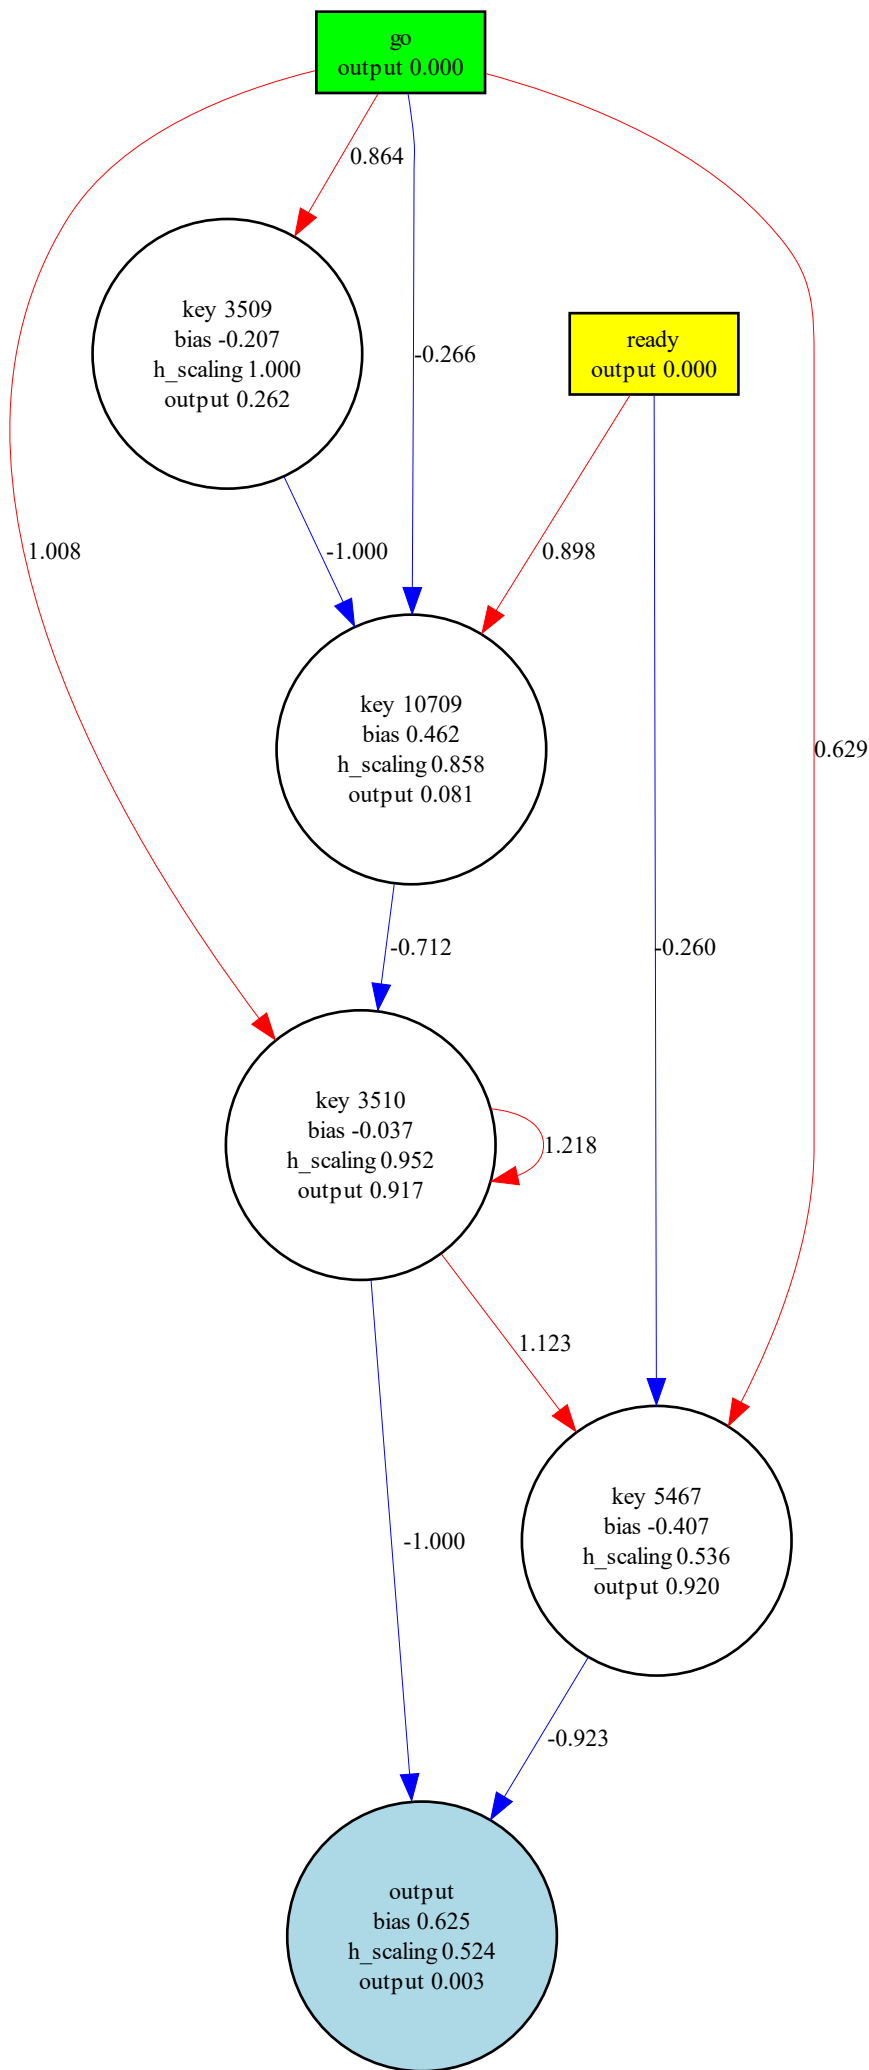 go
output 0.000
0.864
key 3509
bias -0.207
h_scaling 1.000
output 0.262
-0.266
ready
output 0.000
1.008
-1.000
0.898
key 10709
bias 0.462
h_scaling 0.858
output 0.081
0.629
-0.712
-0.260
key 3510
bias -0.037
h_scaling 0.952
output 0.917
1.218
1.123
key 5467
bias -0.407
h_scaling 0.536
output 0.920
-1.000
-0.923
output
bias 0.625
h_scaling 0.524
output 0.003